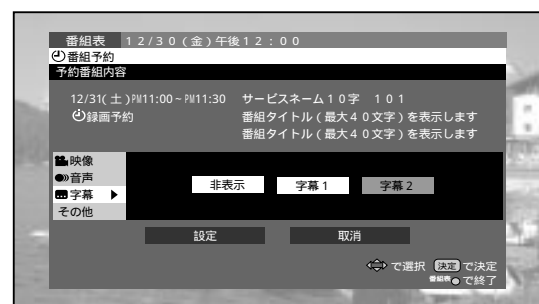 番組表 12/30(金)午後12:00
番組予約
予約番組内容
12/31(土)PM11:00~PM11:30 サービスネーム10字 101
録画予約 番組タイトル(最大40文字)を表示します
番組タイトル(最大40文字)を表示します
映像
音声
字幕 ▶ 非表示 字幕1 字幕2
その他
設定 取消
で選択 決定 で決定
番組表 で終了